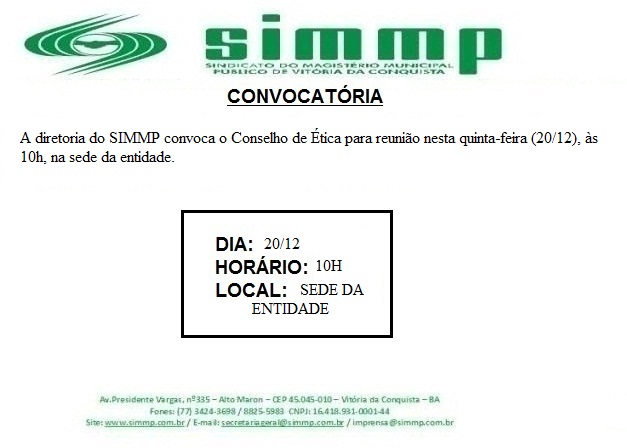 simmp
SINDICATO DO MAGISTÉRIO MUNICIPAL
PÚBLICO DE VITÓRIA DA CONQUISTA
CONVOCATÓRIA
A diretoria do SIMMP convoca o Conselho de Ética para reunião nesta quinta-feira (20/12), às
10h, na sede da entidade.
DIA: 20/12
HORÁRIO: 10H
LOCAL: SEDE DA
ENTIDADE
Av.Presidente Vargas, nº335 – Alto Maron – CEP 45.045-010 – Vitória da Conquista – BA
Fones: (77) 3424-3698 / 8825-5983 CNPJ: 16.418.931-0001-44
Site: www.simmp.com.br / E-mail: secretariageral@simmp.com.br / imprensa@simmp.com.br